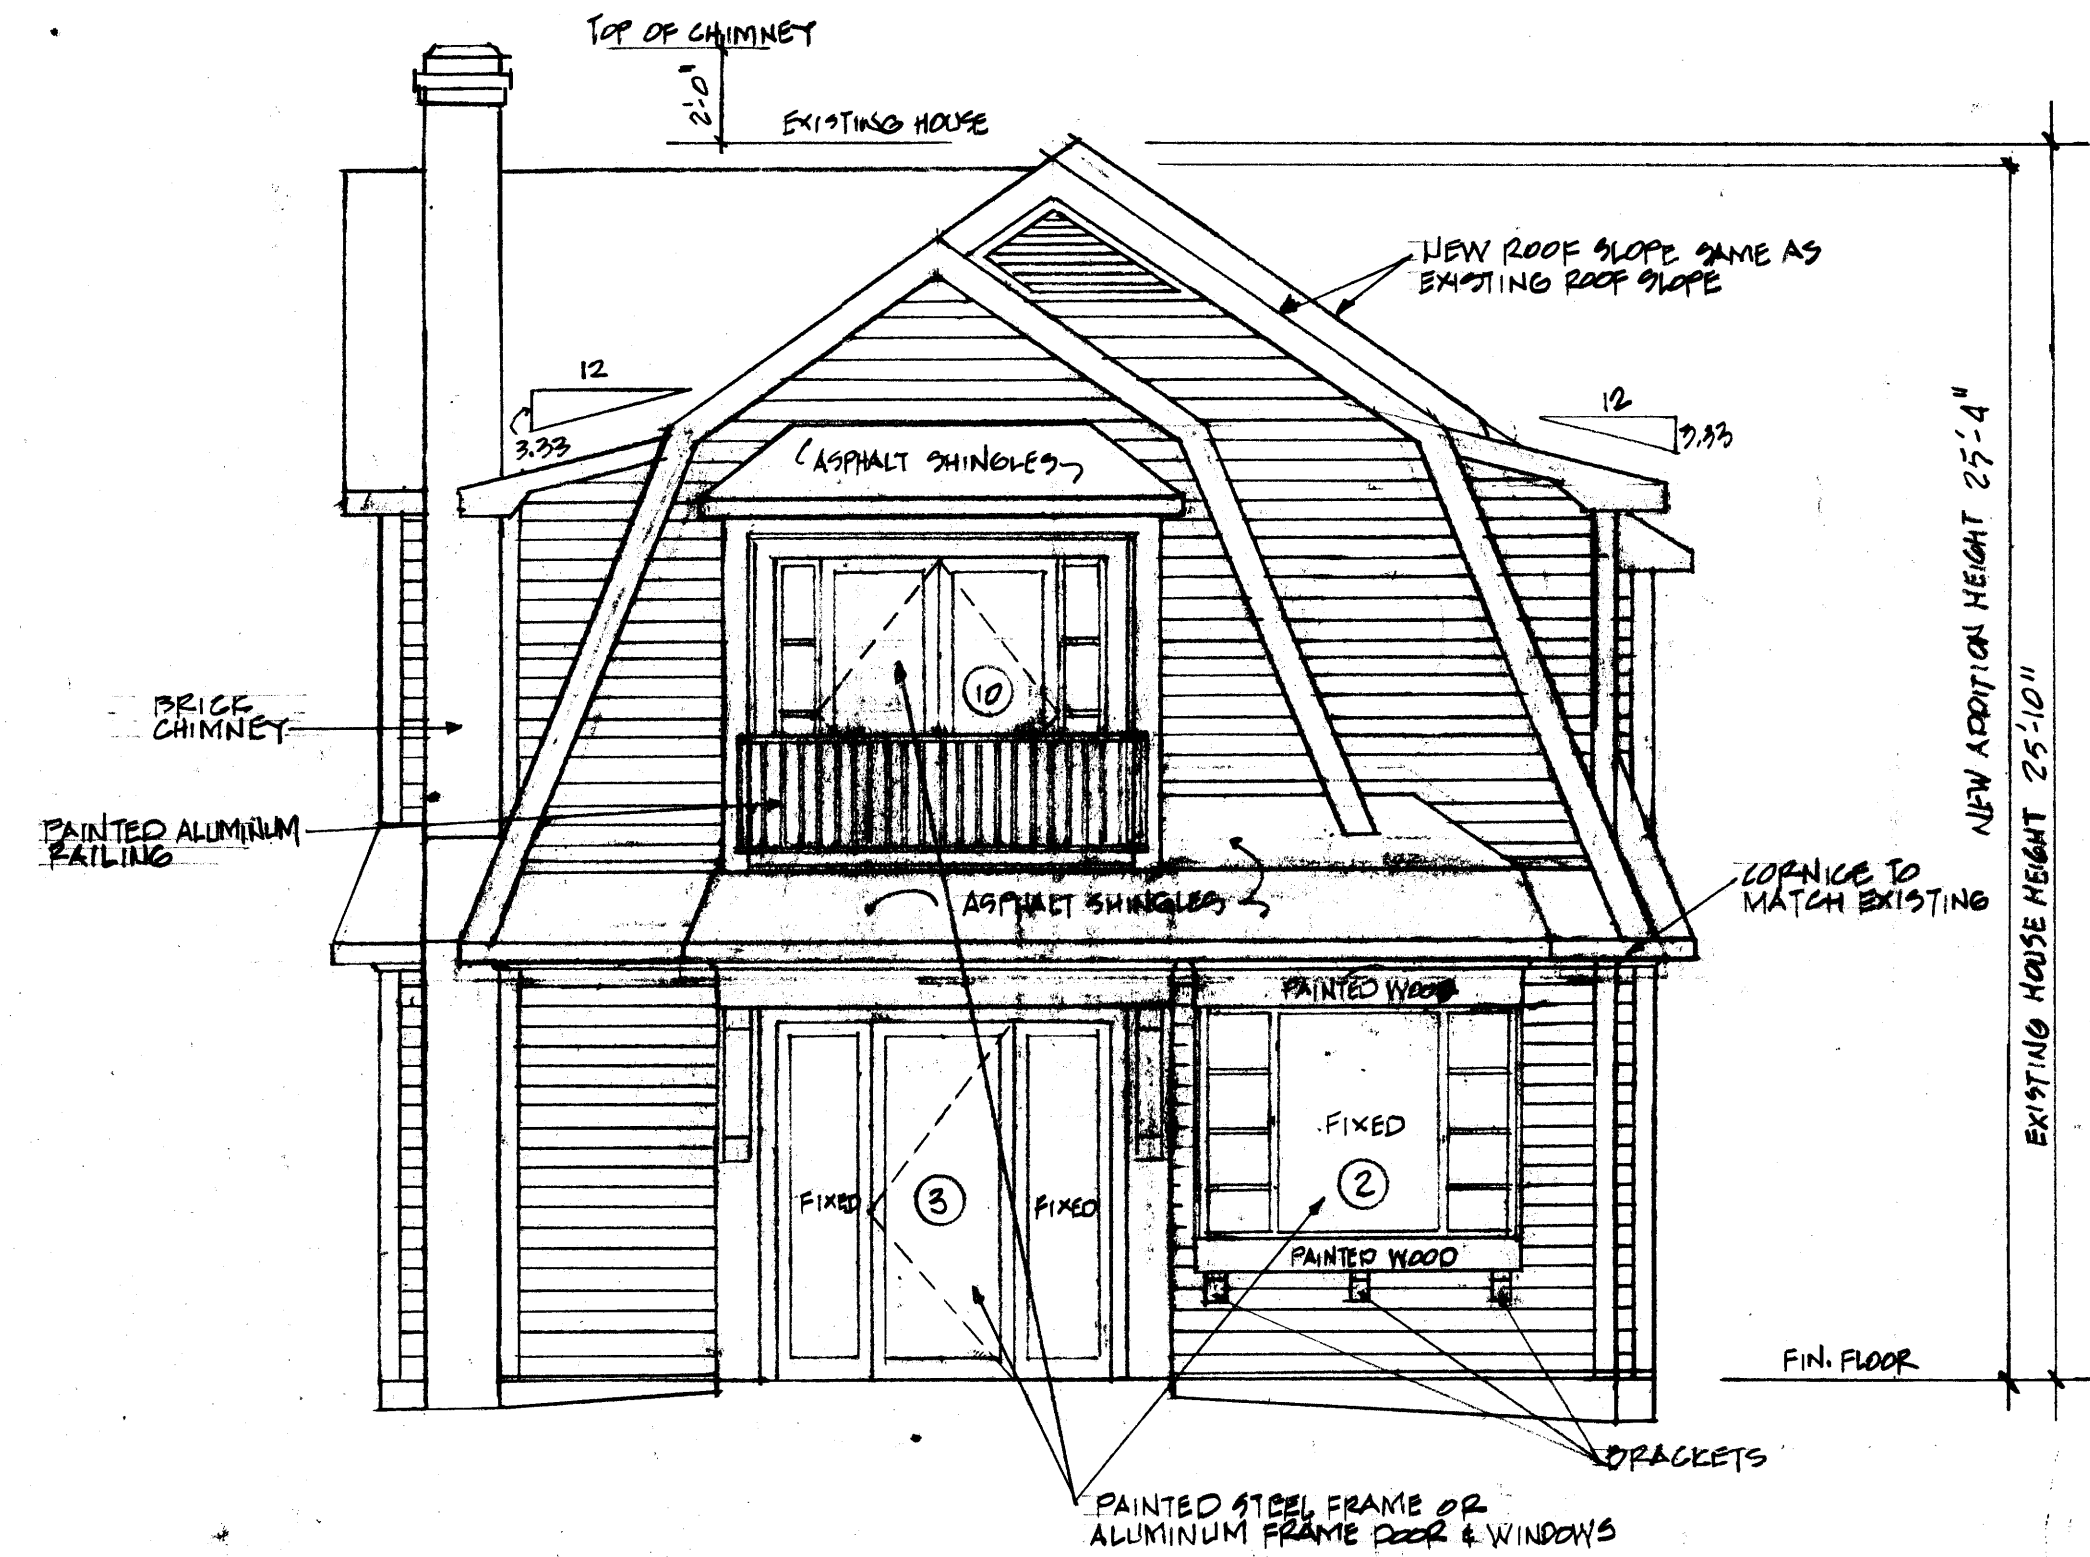 TOP OF CHIMNEY
2'-0"
EXISTING HOUSE
NEW ROOF SLOPE SAME AS
EXISTING ROOF SLOPE
12
3.33
12
3.33
ASPHALT SHINGLES
NEW ADDITION HEIGHT 25'-4"
EXISTING HOUSE HEIGHT 25'-10"
10
BRICK
CHIMNEY
PAINTED ALUMINUM
RAILING
ASPHALT SHINGLES
CORNICE TO
MATCH EXISTING
PAINTED WOOD
FIXED
2
FIXED
3
FIXED
PAINTED WOOD
FIN. FLOOR
BRACKETS
PAINTED STEEL FRAME OR
ALUMINUM FRAME DOOR & WINDOWS